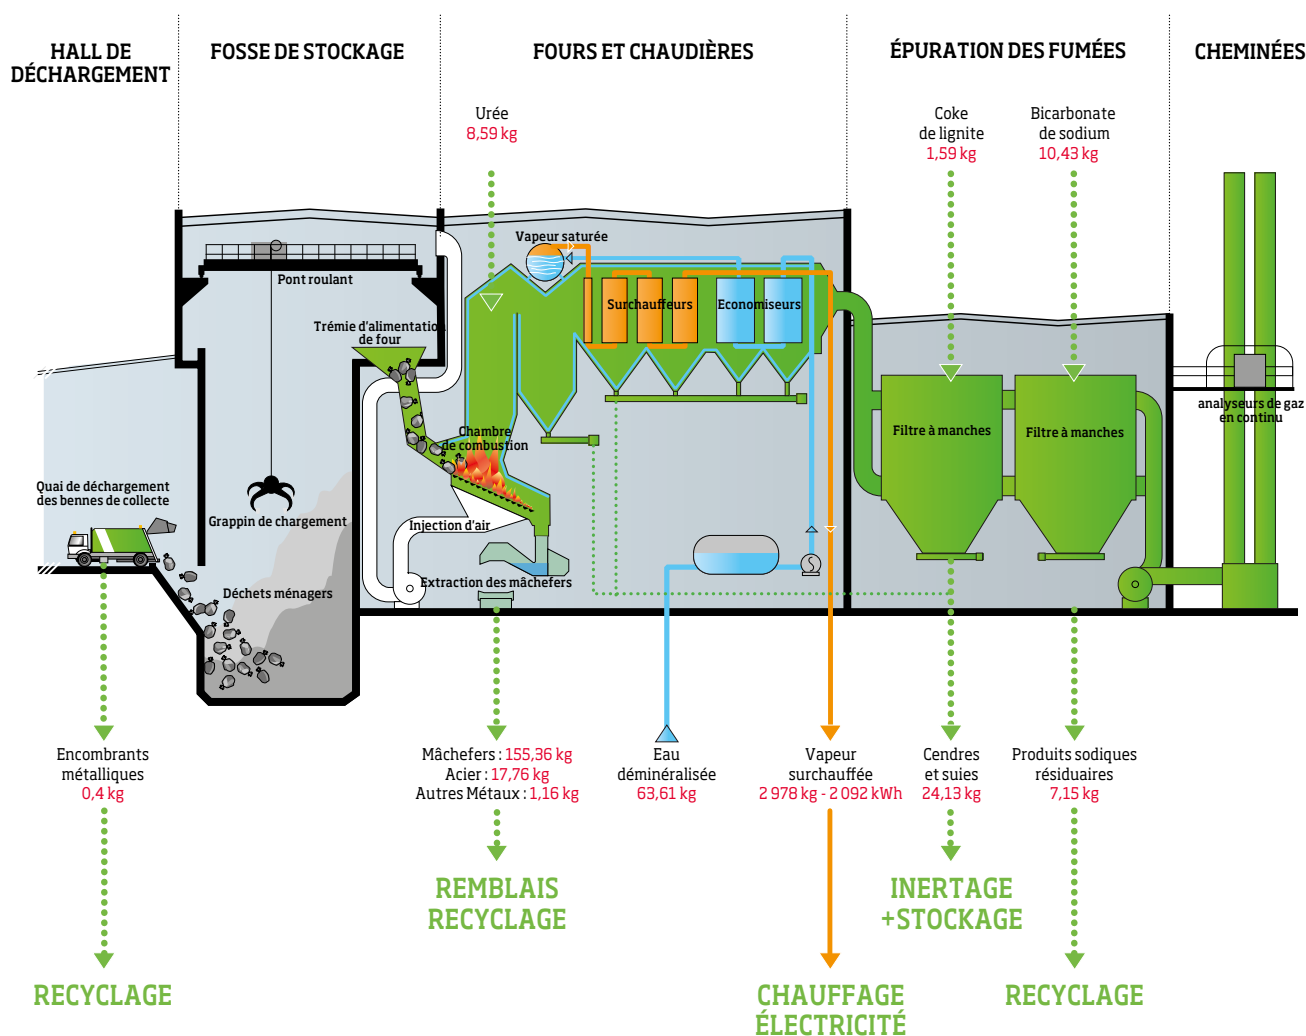 HALL DE
DÉCHARGEMENT
FOSSE DE STOCKAGE
FOURS ET CHAUDIÈRES
ÉPURATION DES FUMÉES
CHEMINÉES
Urée
8,59 kg
Coke
de lignite
1,59 kg
Bicarbonate
de sodium
10,43 kg
Vapeur saturée
Pont roulant
Surchauffeurs
Economiseurs
Trémie d'alimentation
de four
analyseurs de gaz
en continu
Chambre
de combustion
Filtre à manches
Filtre à manches
Quai de déchargement
des bennes de collecte
Grappin de chargement
Injection d'air
Extraction des mâchefers
Déchets ménagers
Encombrants
métalliques
0,4 kg
Mâchefers : 155,36 kg
Acier : 17,76 kg
Autres Métaux : 1,16 kg
Eau
déminéralisée
63,61 kg
Vapeur
surchauffée
2 978 kg - 2 092 kWh
Cendres
et suies
24,13 kg
Produits sodiques
résiduaires
7,15 kg
REMBLAIS
RECYCLAGE
INERTAGE
+STOCKAGE
RECYCLAGE
CHAUFFAGE
ÉLECTRICITÉ
RECYCLAGE